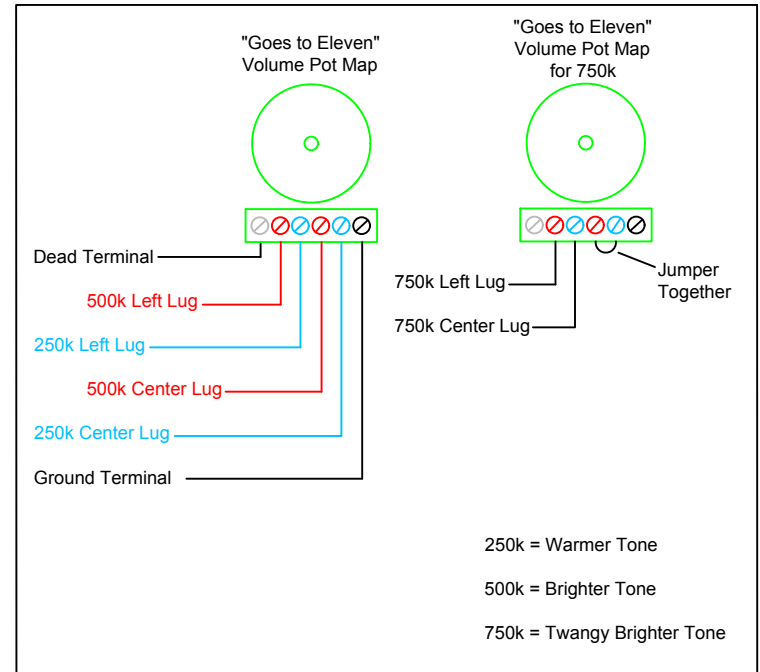 "Goes to Eleven"
Volume Pot Map
Dead Terminal
500k Left Lug
250k Left Lug
500k Center Lug
250k Center Lug
Ground Terminal
"Goes to Eleven"
Volume Pot Map
for 750k
750k Left Lug
750k Center Lug
Jumper
Together
250k = Warmer Tone
500k = Brighter Tone
750k = Twangy Brighter Tone